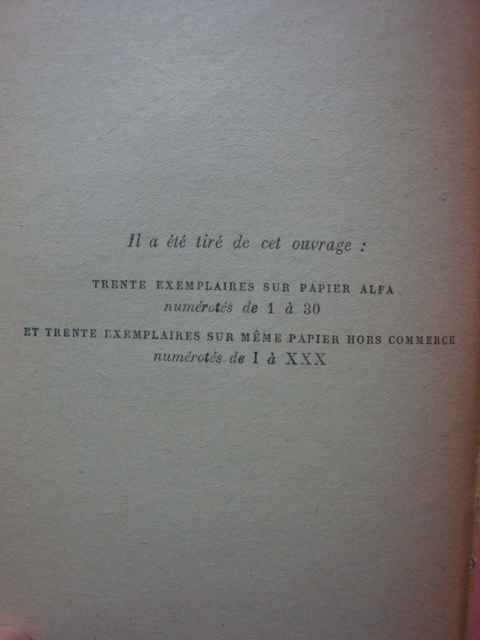 Il a été tiré de cet ouvrage :
TRENTE EXEMPLAIRES SUR PAPIER ALFA
numérotés de 1 à 30
ET TRENTE EXEMPLAIRES SUR MÊME PAPIER HORS COMMERCE
numérotés de I à XXX